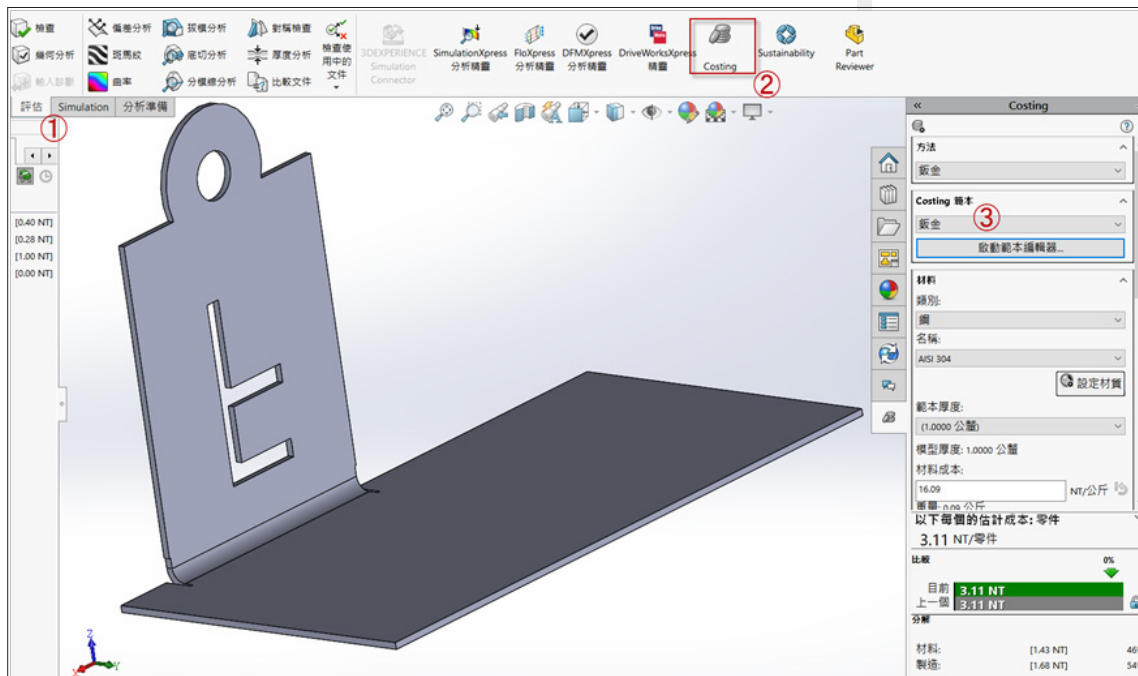 檢查
偏差分析
拔模分析
對稱檢查
幾何分析
斑馬紋
底切分析
厚度分析
輸入診斷
曲率
分模線分析
比較文件
檢查使
用中的
文件
3DEXPERIENCE
Simulation
Connector
SimulationXpress
分析精靈
FloXpress
分析精靈
DFMXpress
分析精靈
DriveWorksXpress
精靈
Costing
Sustainability
Part
Reviewer
②
評估
Simulation
分析準備
①
[0.40 NT]
[0.28 NT]
[1.00 NT]
[0.00 NT]
«
Costing
方法
鈑金
Costing 範本
③
鈑金
啟動範本編輯器...
材料
類別:
鋼
名稱:
AISI 304
設定材質
範本厚度:
(1.0000 公釐)
模型厚度: 1.0000 公釐
材料成本:
16.09
NT/公斤
重量: 0.09 公斤
以下每個的估計成本: 零件
3.11 NT/零件
比較
0%
目前
3.11 NT
上一個
3.11 NT
分解
材料:
[1.43 NT]
製造:
[1.68 NT]
Z
X
Y